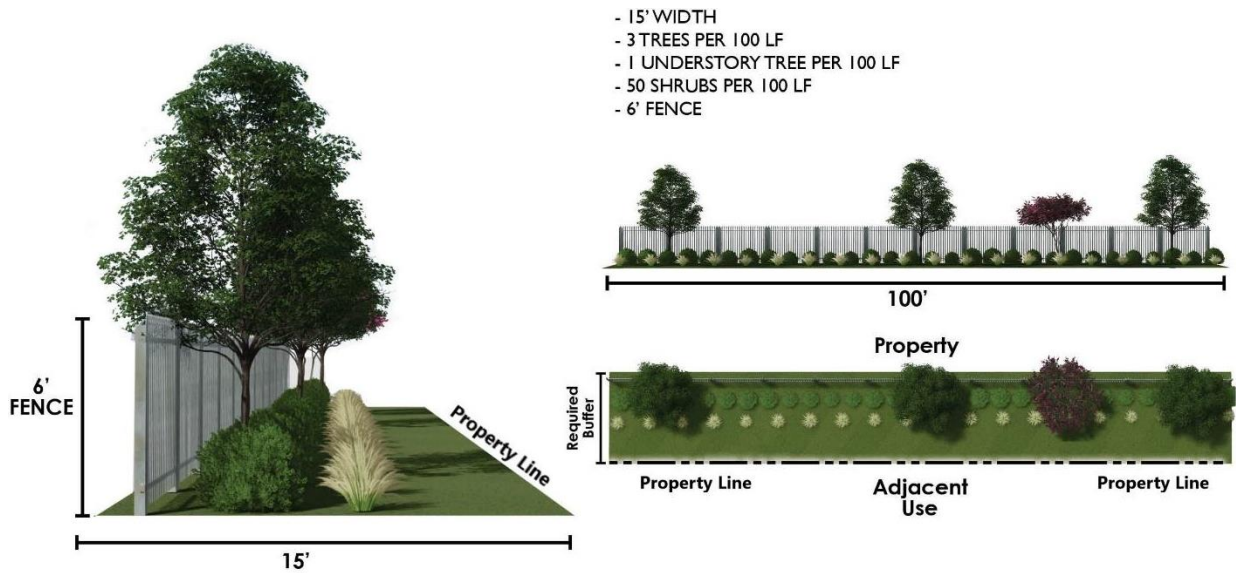 - 15' WIDTH
- 3 TREES PER 100 LF
- 1 UNDERSTORY TREE PER 100 LF
- 50 SHRUBS PER 100 LF
- 6' FENCE
6'
FENCE
Property Line
15'
100'
Property
Required
Buffer
Property Line
Adjacent
Use
Property Line